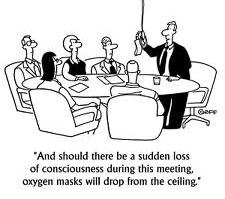 "And should there be a sudden loss
of consciousness during this meeting,
oxygen masks will drop from the ceiling."